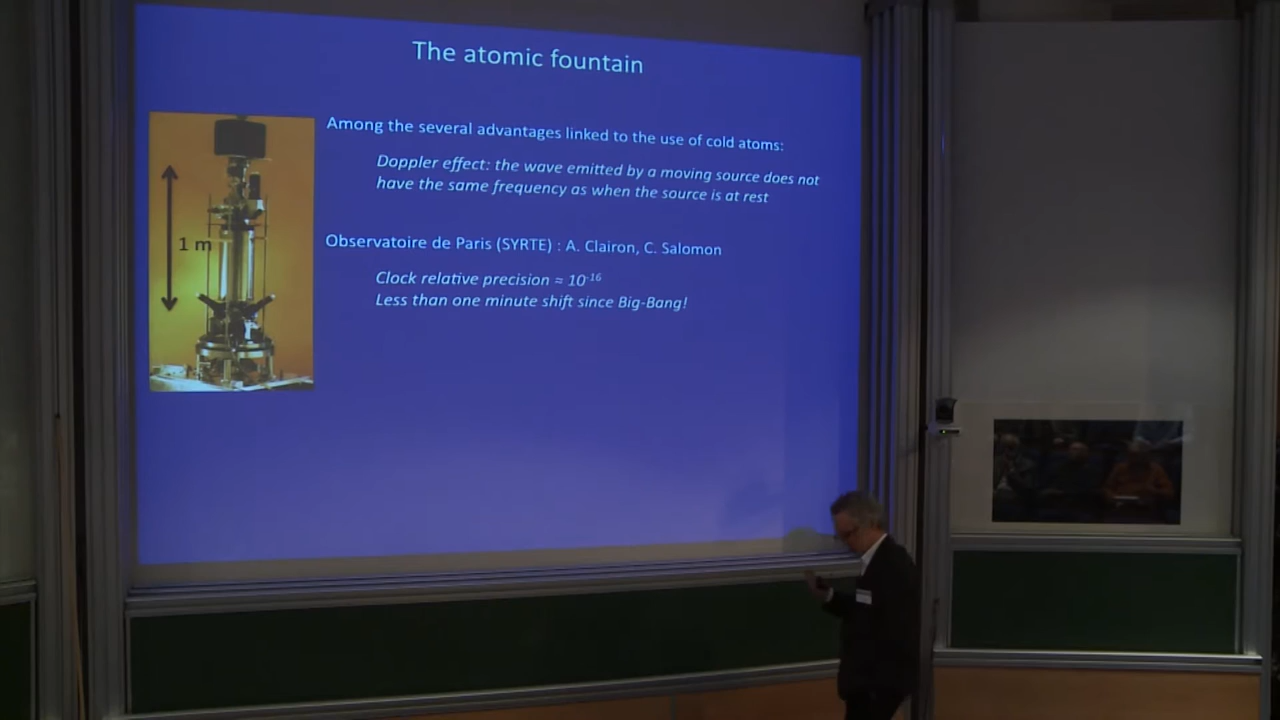 The atomic fountain
Among the several advantages linked to the use of cold atoms:
Doppler effect: the wave emitted by a moving source does not
have the same frequency as when the source is at rest
1 m
Observatoire de Paris (SYRTE) : A. Clairon, C. Salomon
Clock relative precision ≈ 10⁻¹⁶
Less than one minute shift since Big-Bang!